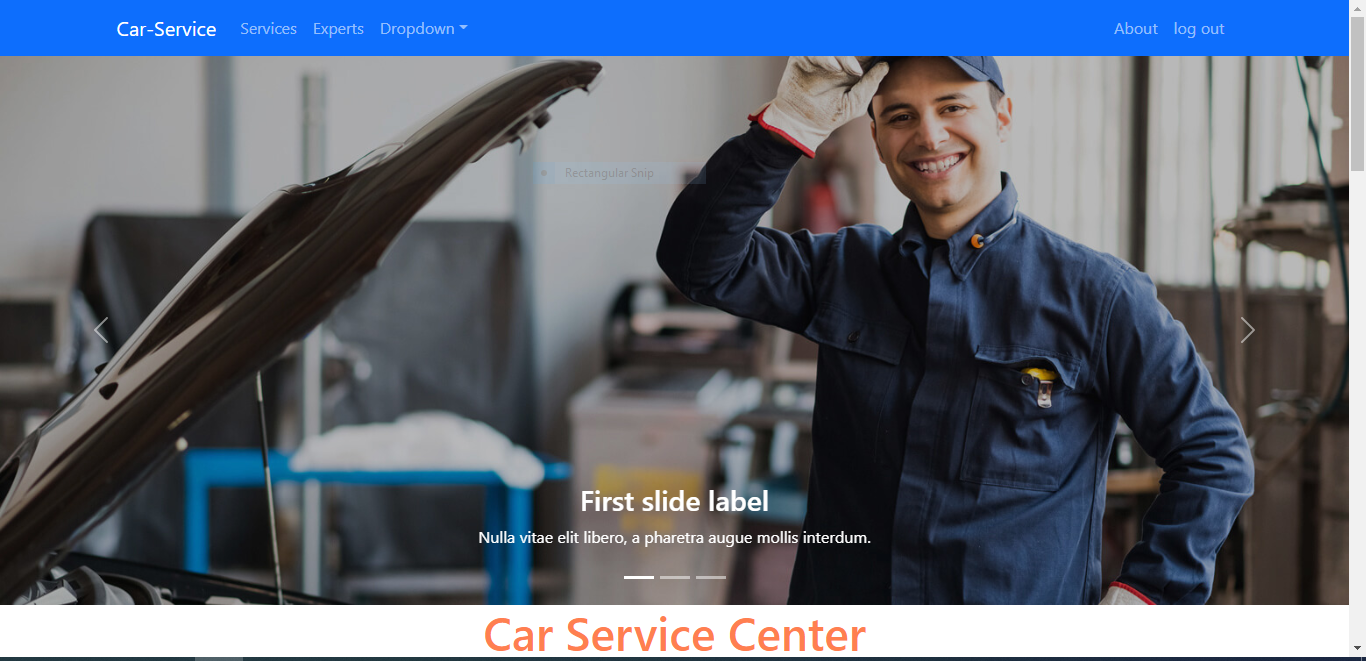 Car-Service Services Experts Dropdown About log out
Rectangular Snip
First slide label
Nulla vitae elit libero, a pharetra augue mollis interdum.
Car Service Center